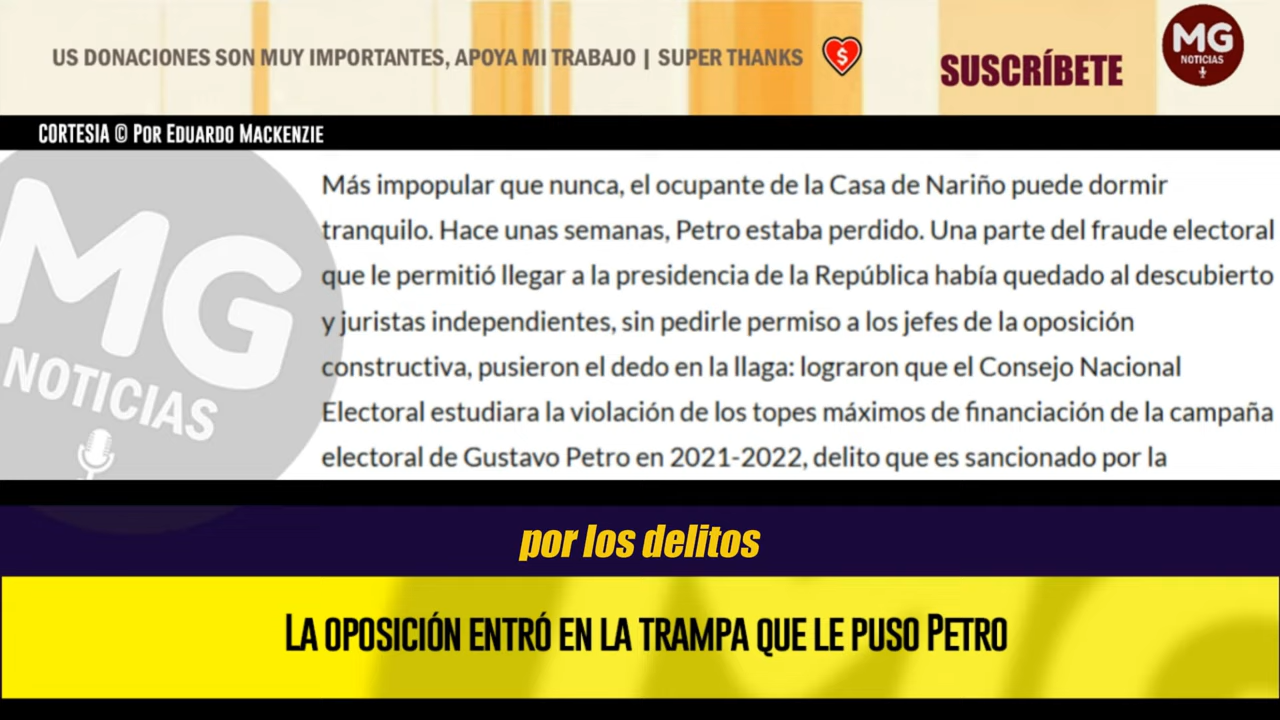 US DONACIONES SON MUY IMPORTANTES, APOYA MI TRABAJO | SUPER THANKS
$
SUSCRÍBETE
MG
NOTICIAS
CORTESIA © POR EDUARDO MACKENZIE
Más impopular que nunca, el ocupante de la Casa de Nariño puede dormir
tranquilo. Hace unas semanas, Petro estaba perdido. Una parte del fraude electoral
que le permitió llegar a la presidencia de la República había quedado al descubierto
y juristas independientes, sin pedirle permiso a los jefes de la oposición
constructiva, pusieron el dedo en la llaga: lograron que el Consejo Nacional
Electoral estudiara la violación de los topes máximos de financiación de la campaña
electoral de Gustavo Petro en 2021-2022, delito que es sancionado por la
MG
NOTICIAS
por los delitos
LA OPOSICIÓN ENTRÓ EN LA TRAMPA QUE LE PUSO PETRO